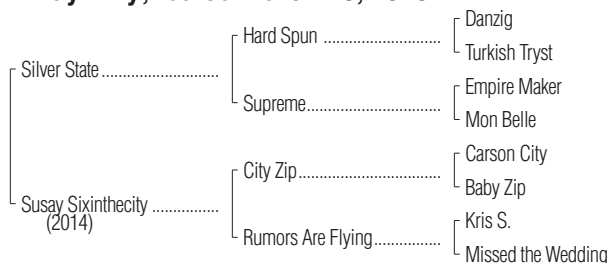 Danzig
Hard Spun
Turkish Tryst
Silver State
Empire Maker
Supreme
Mon Belle
Carson City
City Zip
Baby Zip
Susay Sixinthecity
(2014)
Kris S.
Rumors Are Flying
Missed the Wedding